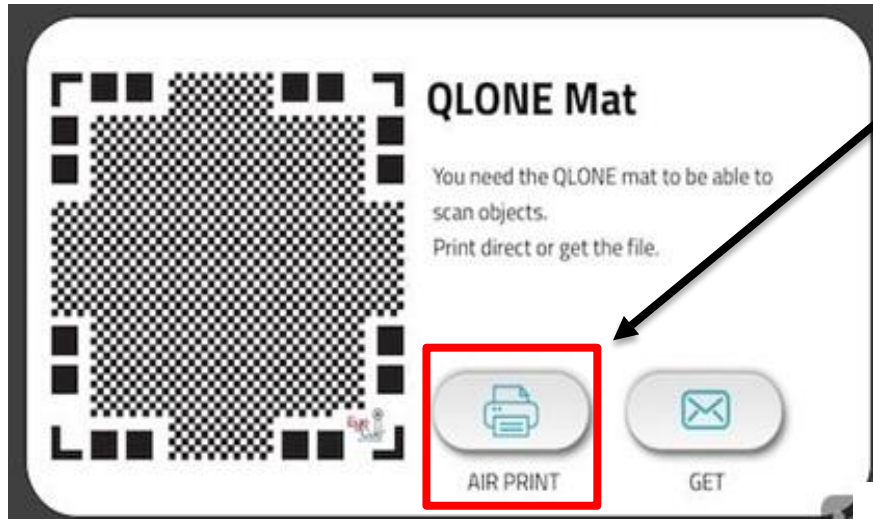 QLONE Mat
You need the QLONE mat to be able to
scan objects.
Print direct or get the file.
AIR PRINT
GET